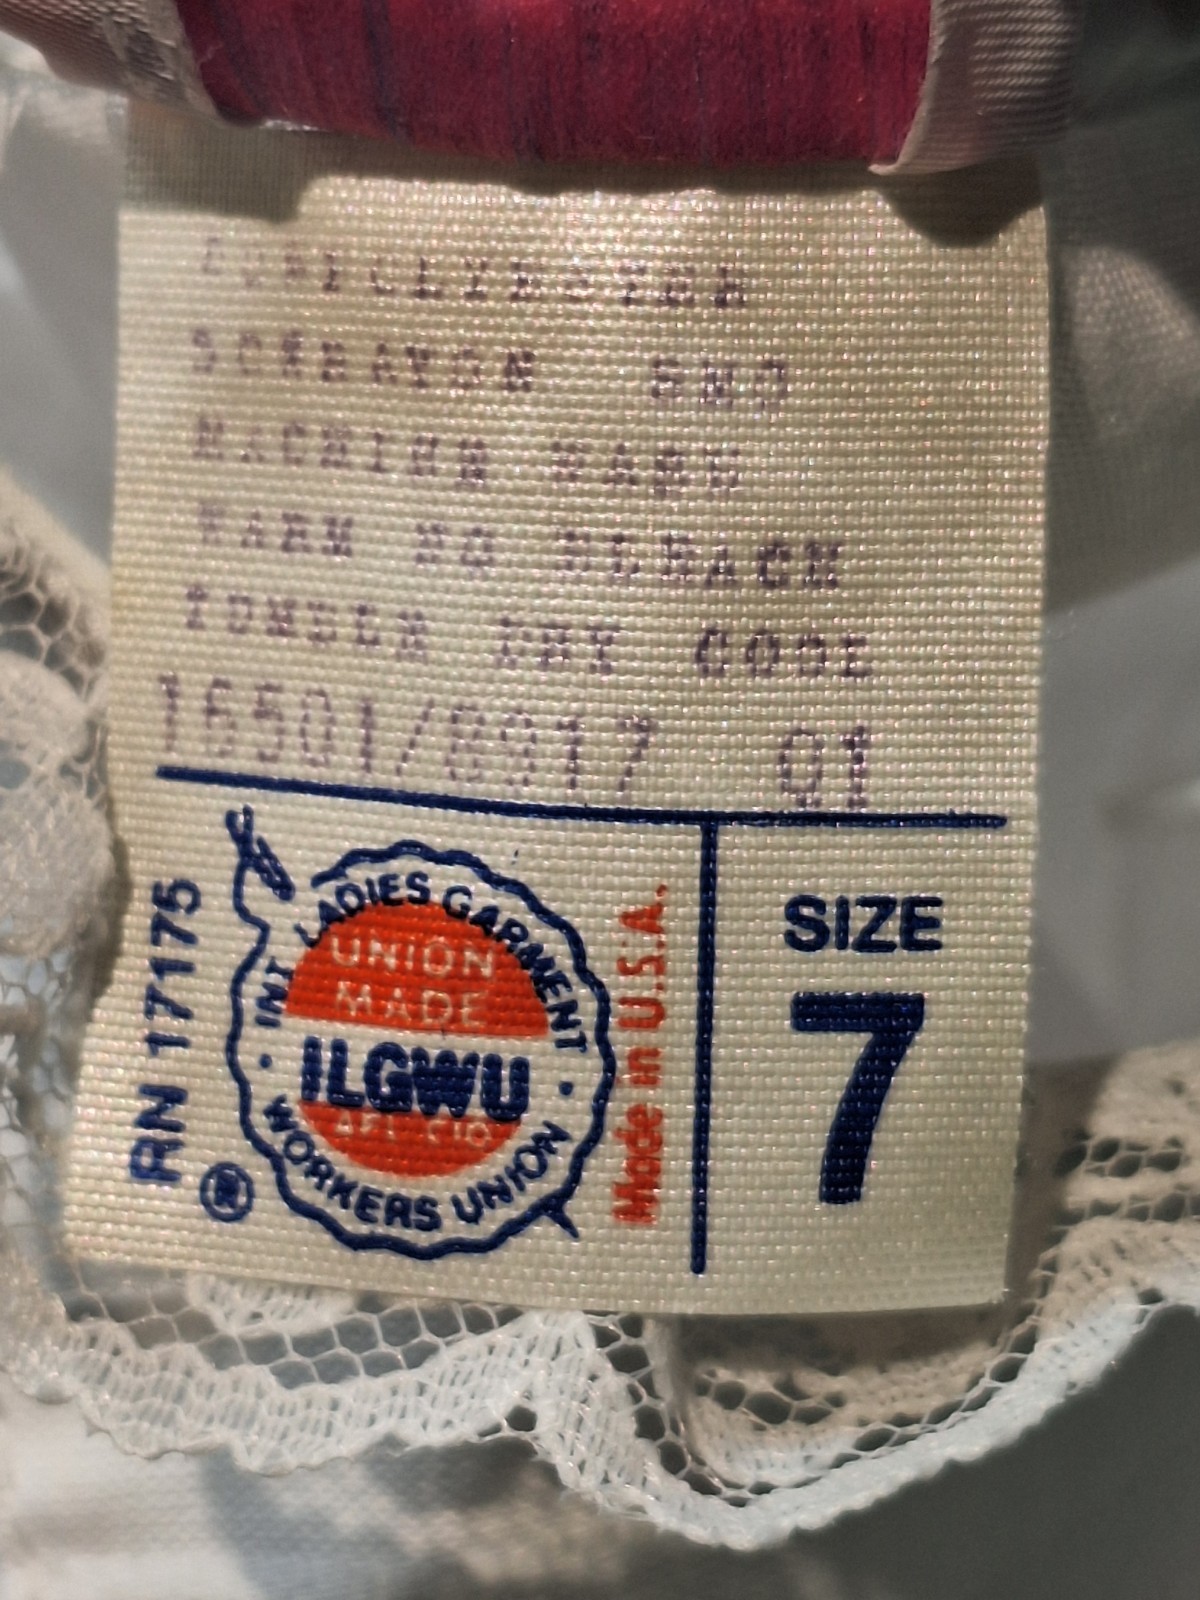 MACHINE WASH
WARM NO BLEACH
TUMBLE DRY CODE
16501/8917 01
RN 17175
®
INT LADIES GARMENT
UNION
MADE
ILGWU
AFL CIO
WORKERS UNION
Made in U.S.A.
SIZE
7